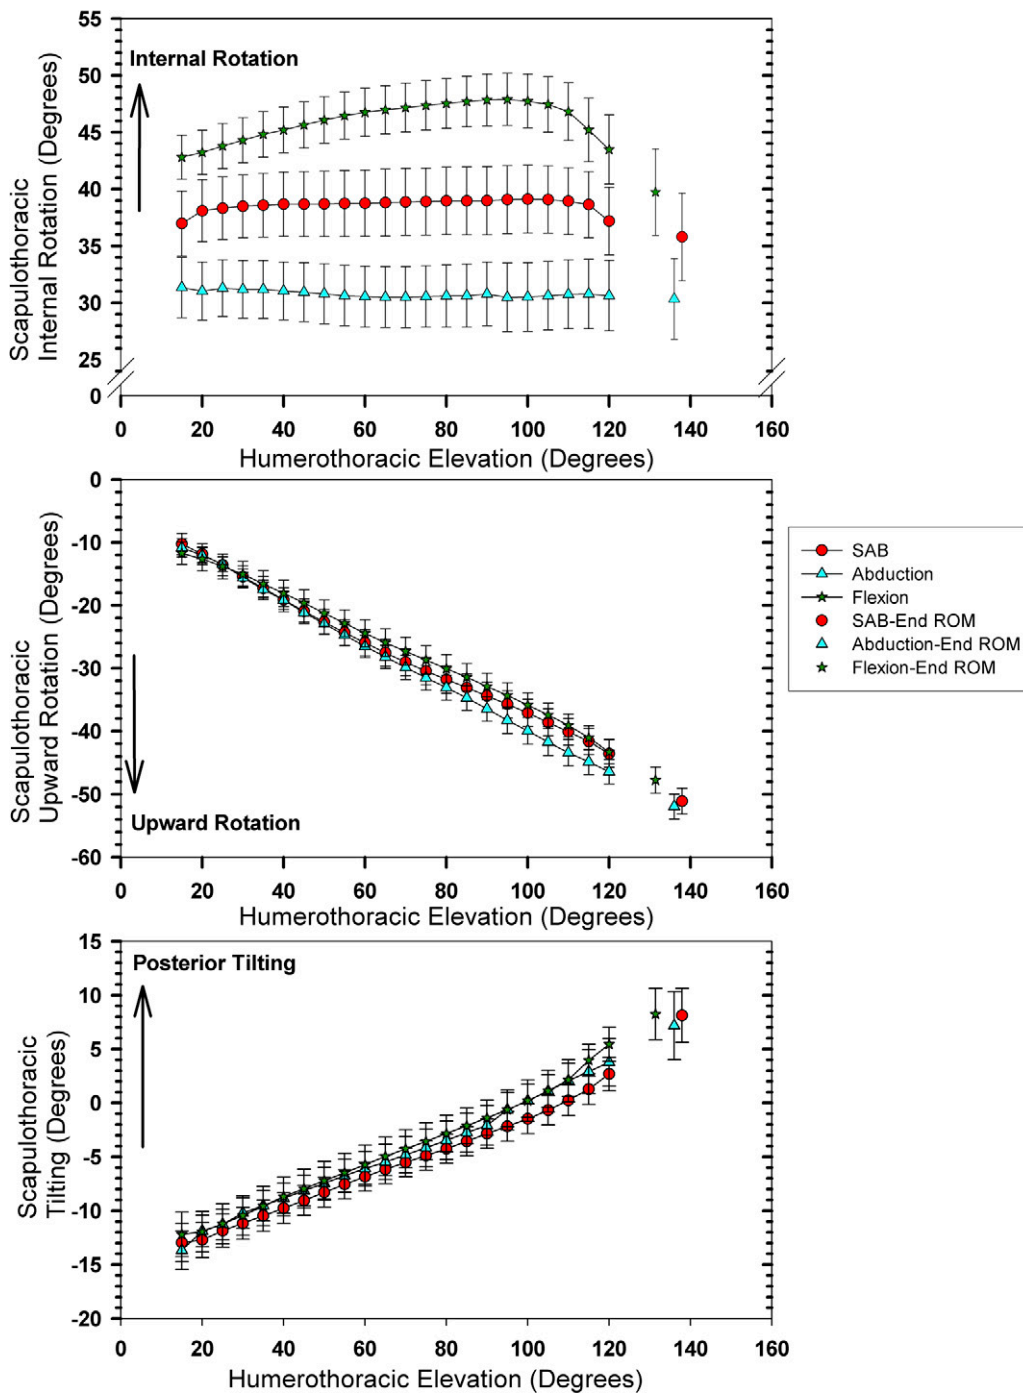 55
Internal Rotation
50
45
40
35
30
25
0
Scapulothoracic
Internal Rotation (Degrees)
0 20 40 60 80 100 120 140 160
Humerothoracic Elevation (Degrees)
0
-10
-20
-30
-40
-50
-60
Scapulothoracic
Upward Rotation (Degrees)
Upward Rotation
0 20 40 60 80 100 120 140 160
Humerothoracic Elevation (Degrees)
SAB
Abduction
Flexion
SAB-End ROM
Abduction-End ROM
Flexion-End ROM
15
Posterior Tilting
10
5
0
-5
-10
-15
-20
Scapulothoracic
Tilting (Degrees)
0 20 40 60 80 100 120 140 160
Humerothoracic Elevation (Degrees)